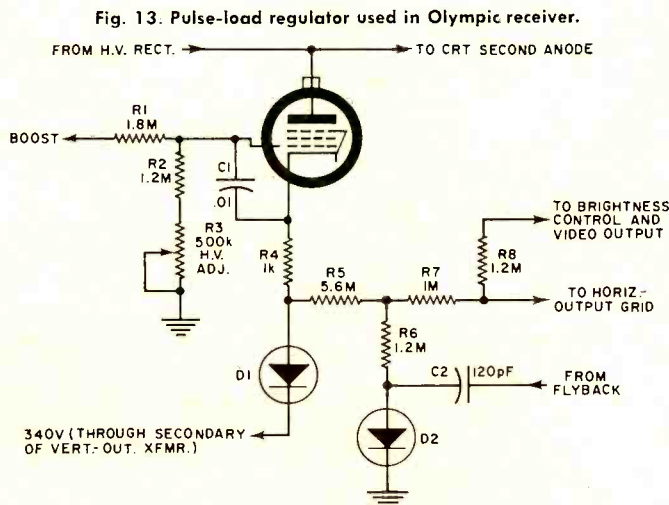 Fig. 13. Pulse-load regulator used in Olympic receiver.
FROM H.V. RECT.
TO CRT SECOND ANODE
R1
1.8M
BOOST
R2
1.2M
C1
.01
R3
500k
H.V.
ADJ.
R4
1k
TO BRIGHTNESS
CONTROL AND
VIDEO OUTPUT
R8
1.2M
R5
5.6M
R7
1M
TO HORIZ.-
OUTPUT GRID
R6
1.2M
D1
C2
120pF
FROM
FLYBACK
340V (THROUGH SECONDARY
OF VERT.-OUT. XFMR.)
D2